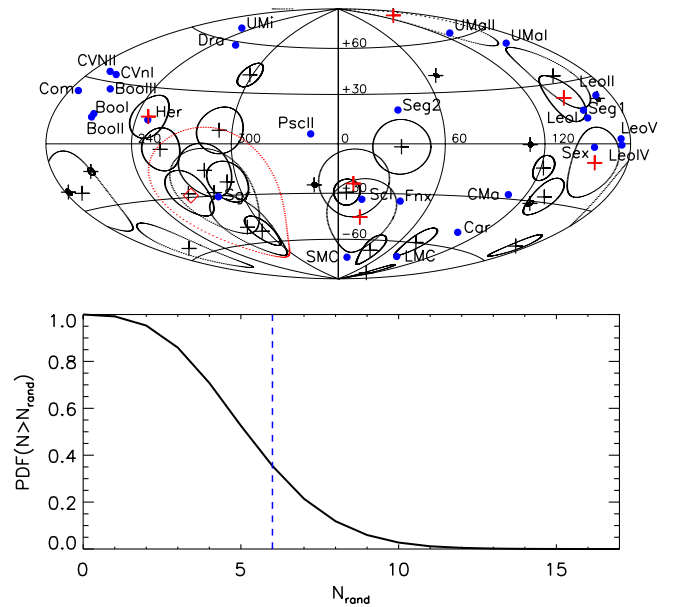 UMi
UMaII
Dra
UMaI
+60
CVNII
CVnI
Com
BooIII
+30
LeoII
BooI
Her
Seg2
LeoI
Seg1
BooII
PscII
LeoV
240
300
0
60
120
Sex
LeoIV
Scl
Fnx
CMa
-60
Car
SMC
LMC
1.0
0.8
0.6
0.4
0.2
0.0
PDF(N>N_rand)
0
5
10
15
N_rand